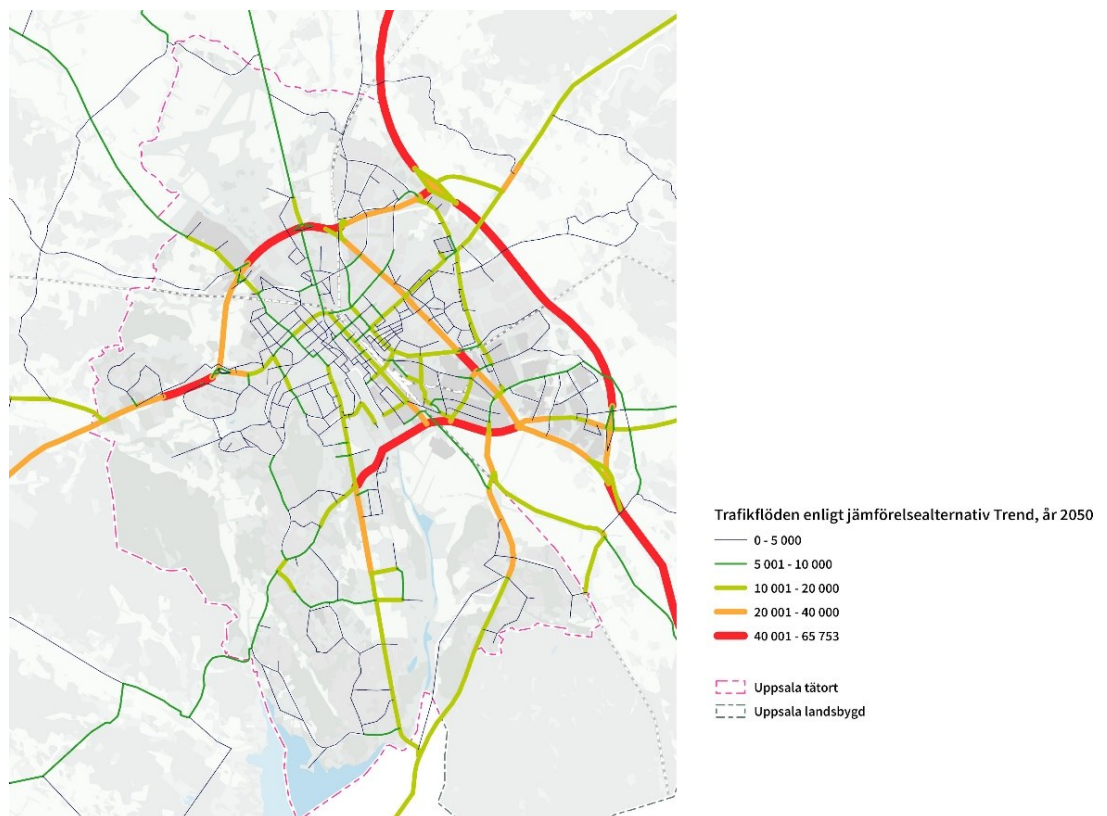 Trafikflöden enligt jämförelsealternativ Trend, år 2050
0 - 5 000
5 001 - 10 000
10 001 - 20 000
20 001 - 40 000
40 001 - 65 753
Uppsala tätort
Uppsala landsbygd